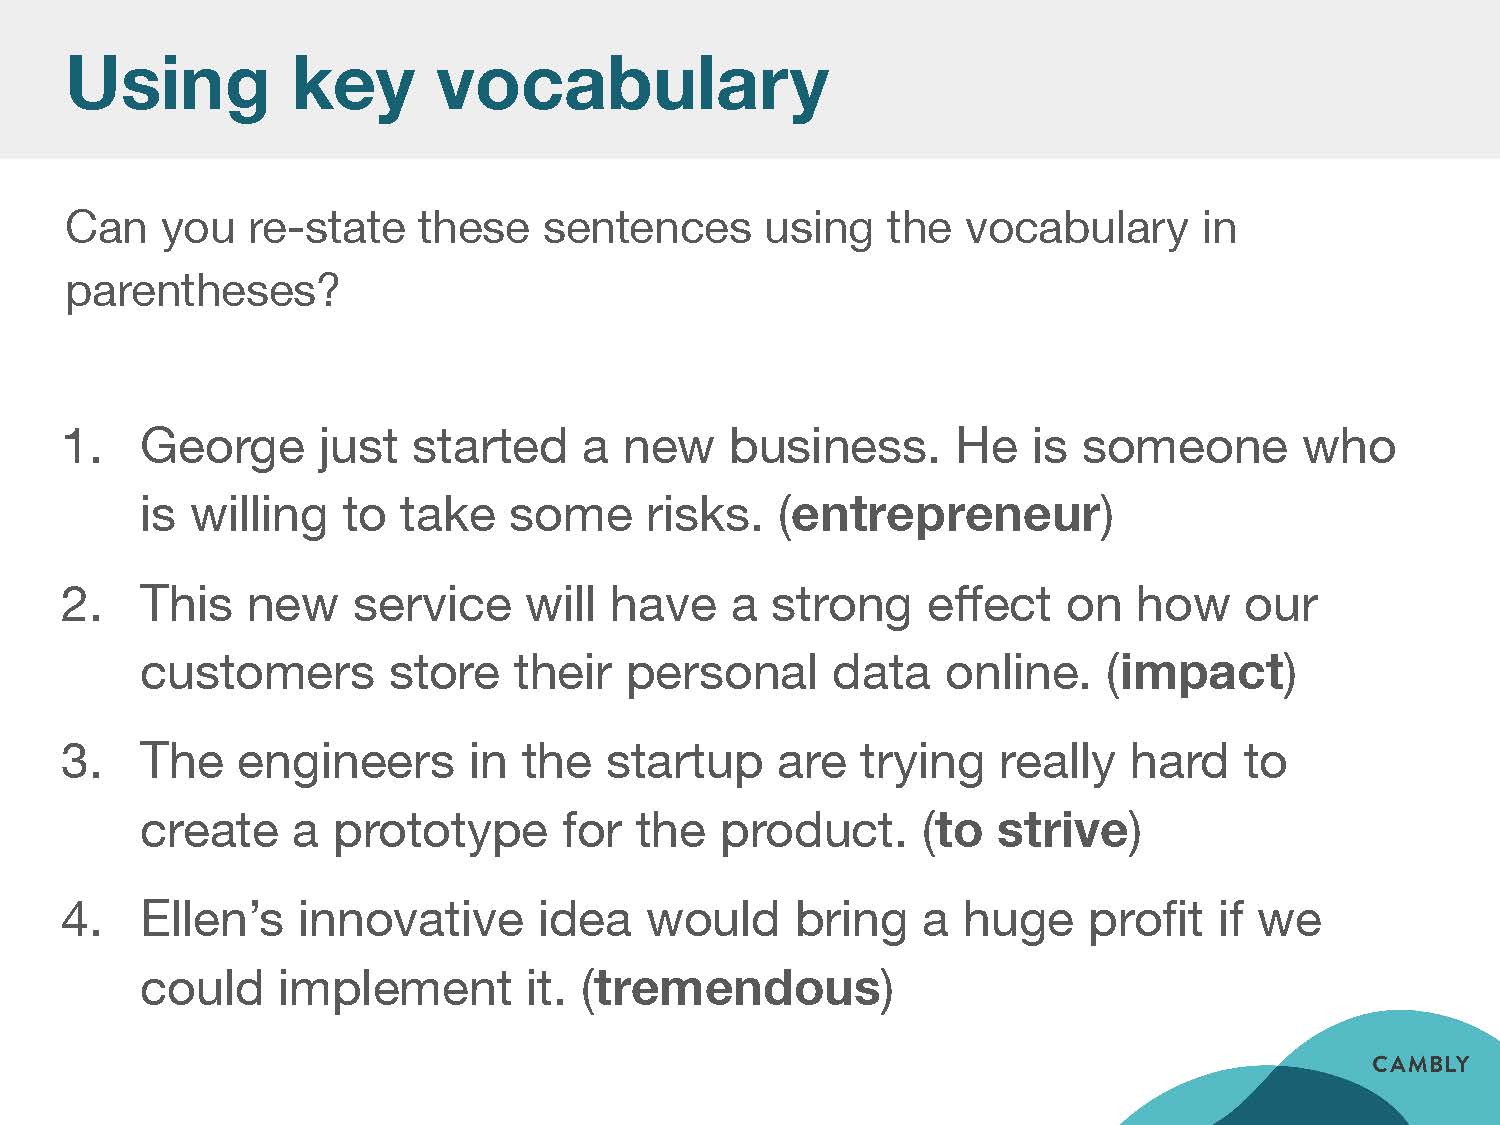 Using key vocabulary
Can you re-state these sentences using the vocabulary in
parentheses?
1. George just started a new business. He is someone who
is willing to take some risks. (entrepreneur)
2. This new service will have a strong effect on how our
customers store their personal data online. (impact)
3. The engineers in the startup are trying really hard to
create a prototype for the product. (to strive)
4. Ellen’s innovative idea would bring a huge profit if we
could implement it. (tremendous)
CAMBLY